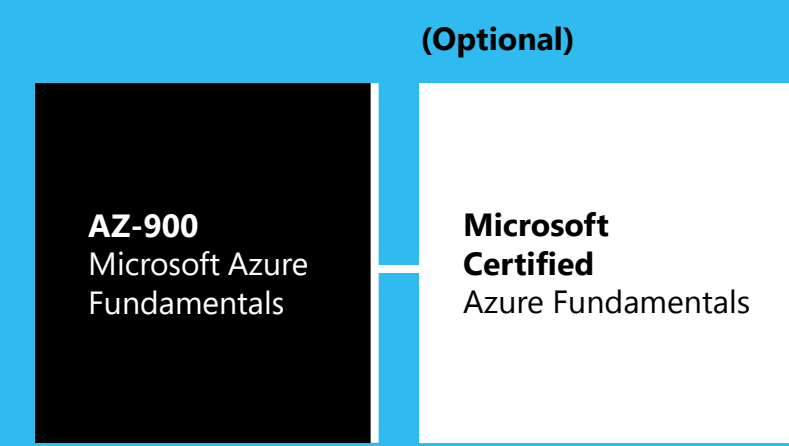 (Optional)
AZ-900
Microsoft Azure
Fundamentals
Microsoft
Certified
Azure Fundamentals